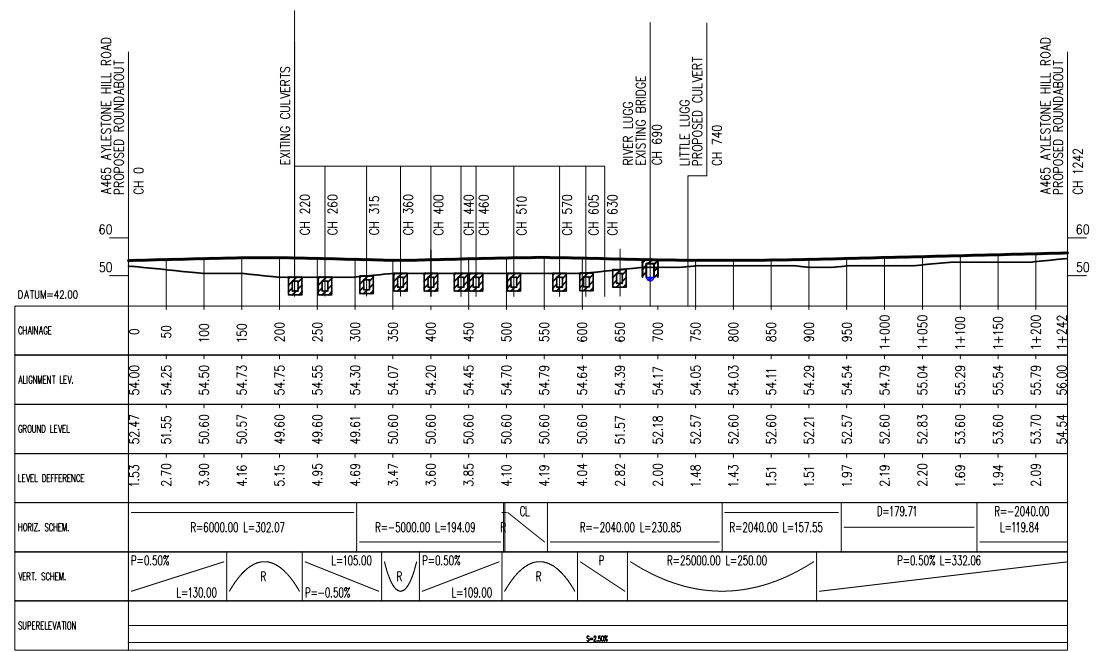 A465 AYLESTONE HILL ROAD
PROPOSED ROUNDABOUT
CH 0
EXITING CULVERTS
CH 220
CH 260
CH 315
CH 360
CH 400
CH 440
CH 460
CH 510
CH 570
CH 605
CH 630
RIVER LUGG
EXISTING BRIDGE
CH 690
LITTLE LUGG
PROPOSED CULVERT
CH 740
A465 AYLESTONE HILL ROAD
PROPOSED ROUNDABOUT
CH 1242
60 60
50 50
DATUM=42.00
CHAINAGE 0 50 100 150 200 250 300 350 400 450 500 550 600 650 700 750 800 850 900 950 1+000 1+050 1+100 1+150 1+200 1+242
ALIGNMENT LEV. 54.00 54.25 54.50 54.73 54.75 54.55 54.30 54.07 54.20 54.45 54.70 54.79 54.64 54.39 54.17 54.05 54.03 54.11 54.29 54.54 54.79 55.04 55.29 55.54 55.79 56.00
GROUND LEVEL 52.47 51.55 50.60 50.57 49.60 49.60 49.61 50.60 50.60 50.60 50.60 50.60 50.60 51.57 52.18 52.57 52.60 52.60 52.21 52.57 52.60 52.83 53.60 53.60 53.70 54.54
LEVEL DEFFERENCE 1.53 2.70 3.90 4.16 5.15 4.95 4.69 3.47 3.60 3.85 4.10 4.19 4.04 2.82 2.00 1.48 1.43 1.51 1.51 1.97 2.19 2.20 1.69 1.94 2.09
HORIZ. SCHEM. R=6000.00 L=302.07 R=-5000.00 L=194.09 R CL R=-2040.00 L=230.85 R=2040.00 L=157.55 D=179.71 R=-2040.00
L=119.84
VERT. SCHEM. P=0.50% L=130.00 R L=105.00 P=-0.50% R P=0.50% L=109.00 R P R=25000.00 L=250.00 P=0.50% L=332.06
SUPERELEVATION
S=2.50%